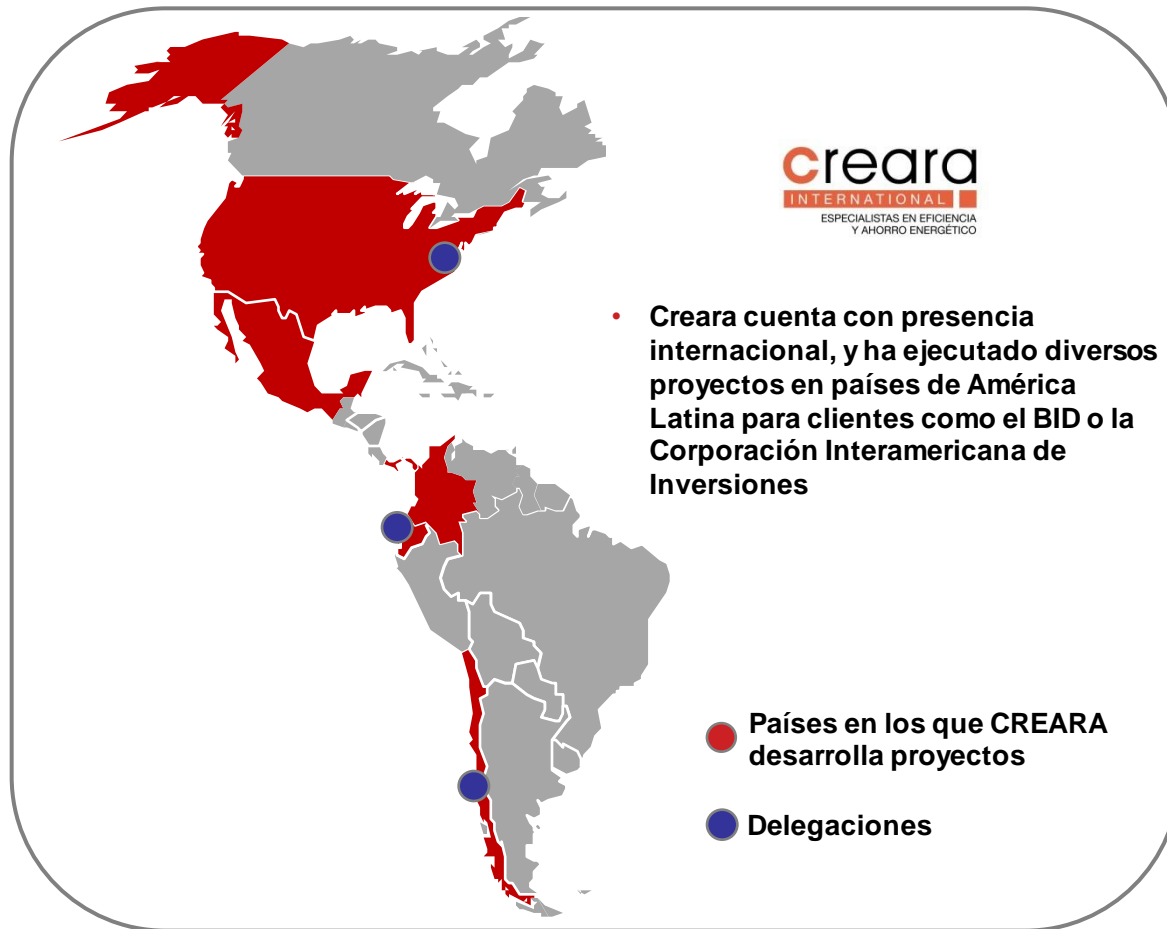 creara
INTERNATIONAL
ESPECIALISTAS EN EFICIENCIA
Y AHORRO ENERGÉTICO
• Creara cuenta con presencia
internacional, y ha ejecutado diversos
proyectos en países de América
Latina para clientes como el BID o la
Corporación Interamericana de
Inversiones
Países en los que CREARA
desarrolla proyectos
Delegaciones